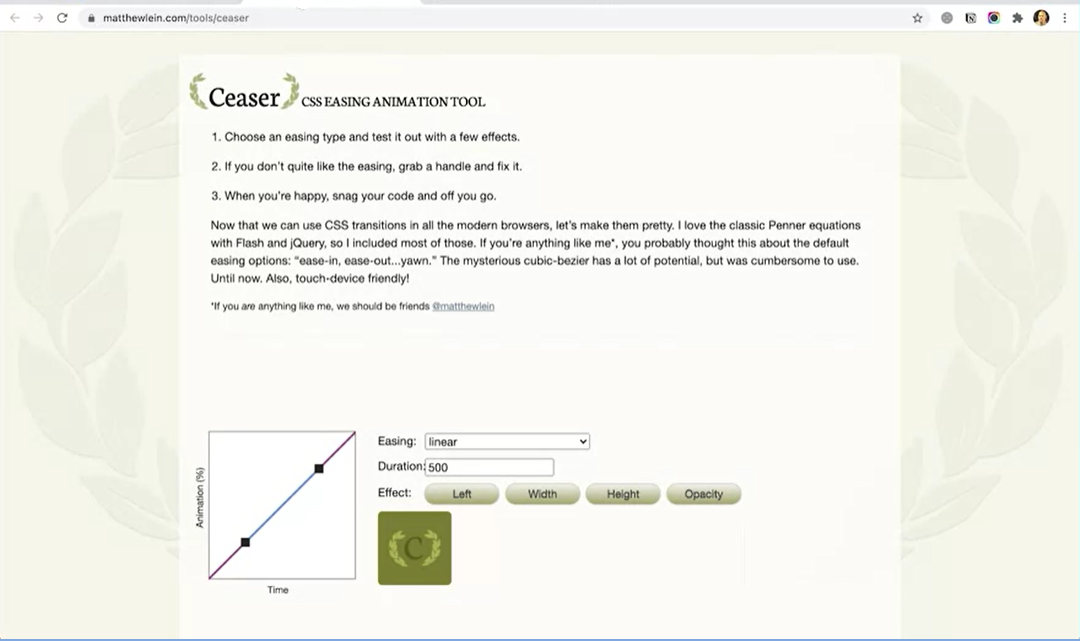 matthewlein.com/tools/ceaser
Ceaser CSS EASING ANIMATION TOOL
1. Choose an easing type and test it out with a few effects.
2. If you don't quite like the easing, grab a handle and fix it.
3. When you're happy, snag your code and off you go.
Now that we can use CSS transitions in all the modern browsers, let's make them pretty. I love the classic Penner equations
with Flash and jQuery, so I included most of those. If you're anything like me*, you probably thought this about the default
easing options: "ease-in, ease-out...yawn." The mysterious cubic-bezier has a lot of potential, but was cumbersome to use.
Until now. Also, touch-device friendly!
*If you are anything like me, we should be friends @matthewlein
Easing: linear
Duration: 500
Effect: Left Width Height Opacity
Animation (%)
C
Time